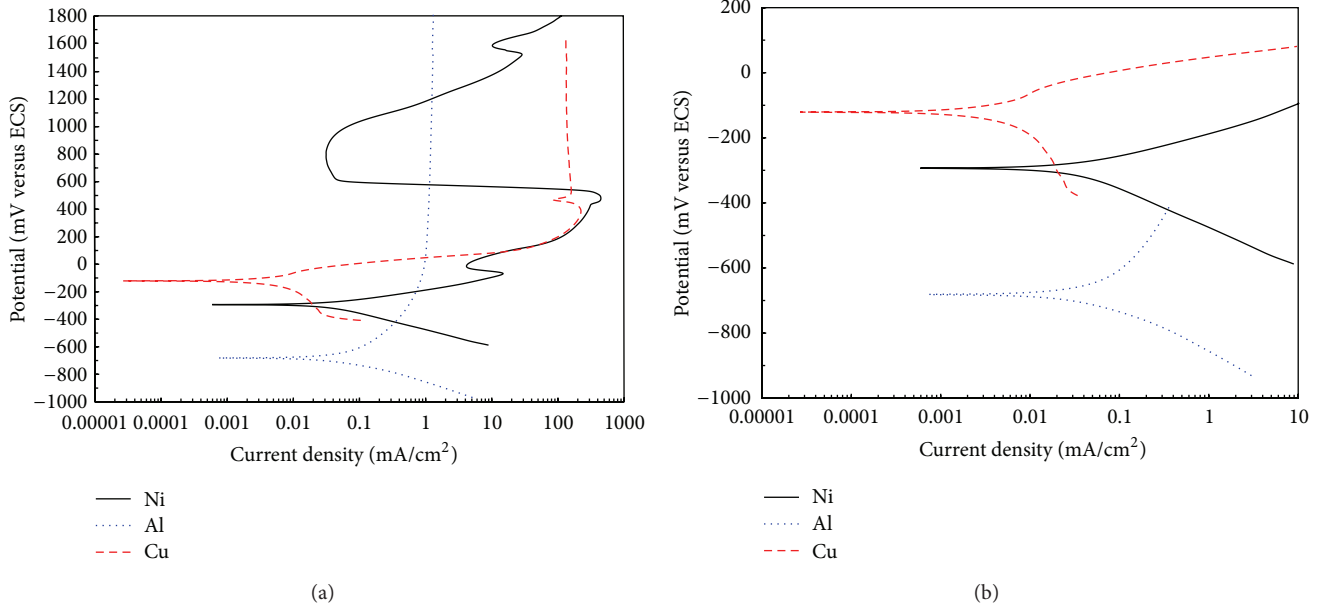 1800
1600
1400
1200
1000
800
600
400
200
0
−200
−400
−600
−800
−1000
Potential (mV versus ECS)
0.00001 0.0001 0.001 0.01 0.1 1 10 100 1000
Current density (mA/cm²)
Ni
Al
Cu
(a)
200
0
−200
−400
−600
−800
−1000
Potential (mV versus ECS)
0.00001 0.0001 0.001 0.01 0.1 1 10
Current density (mA/cm²)
Ni
Al
Cu
(b)